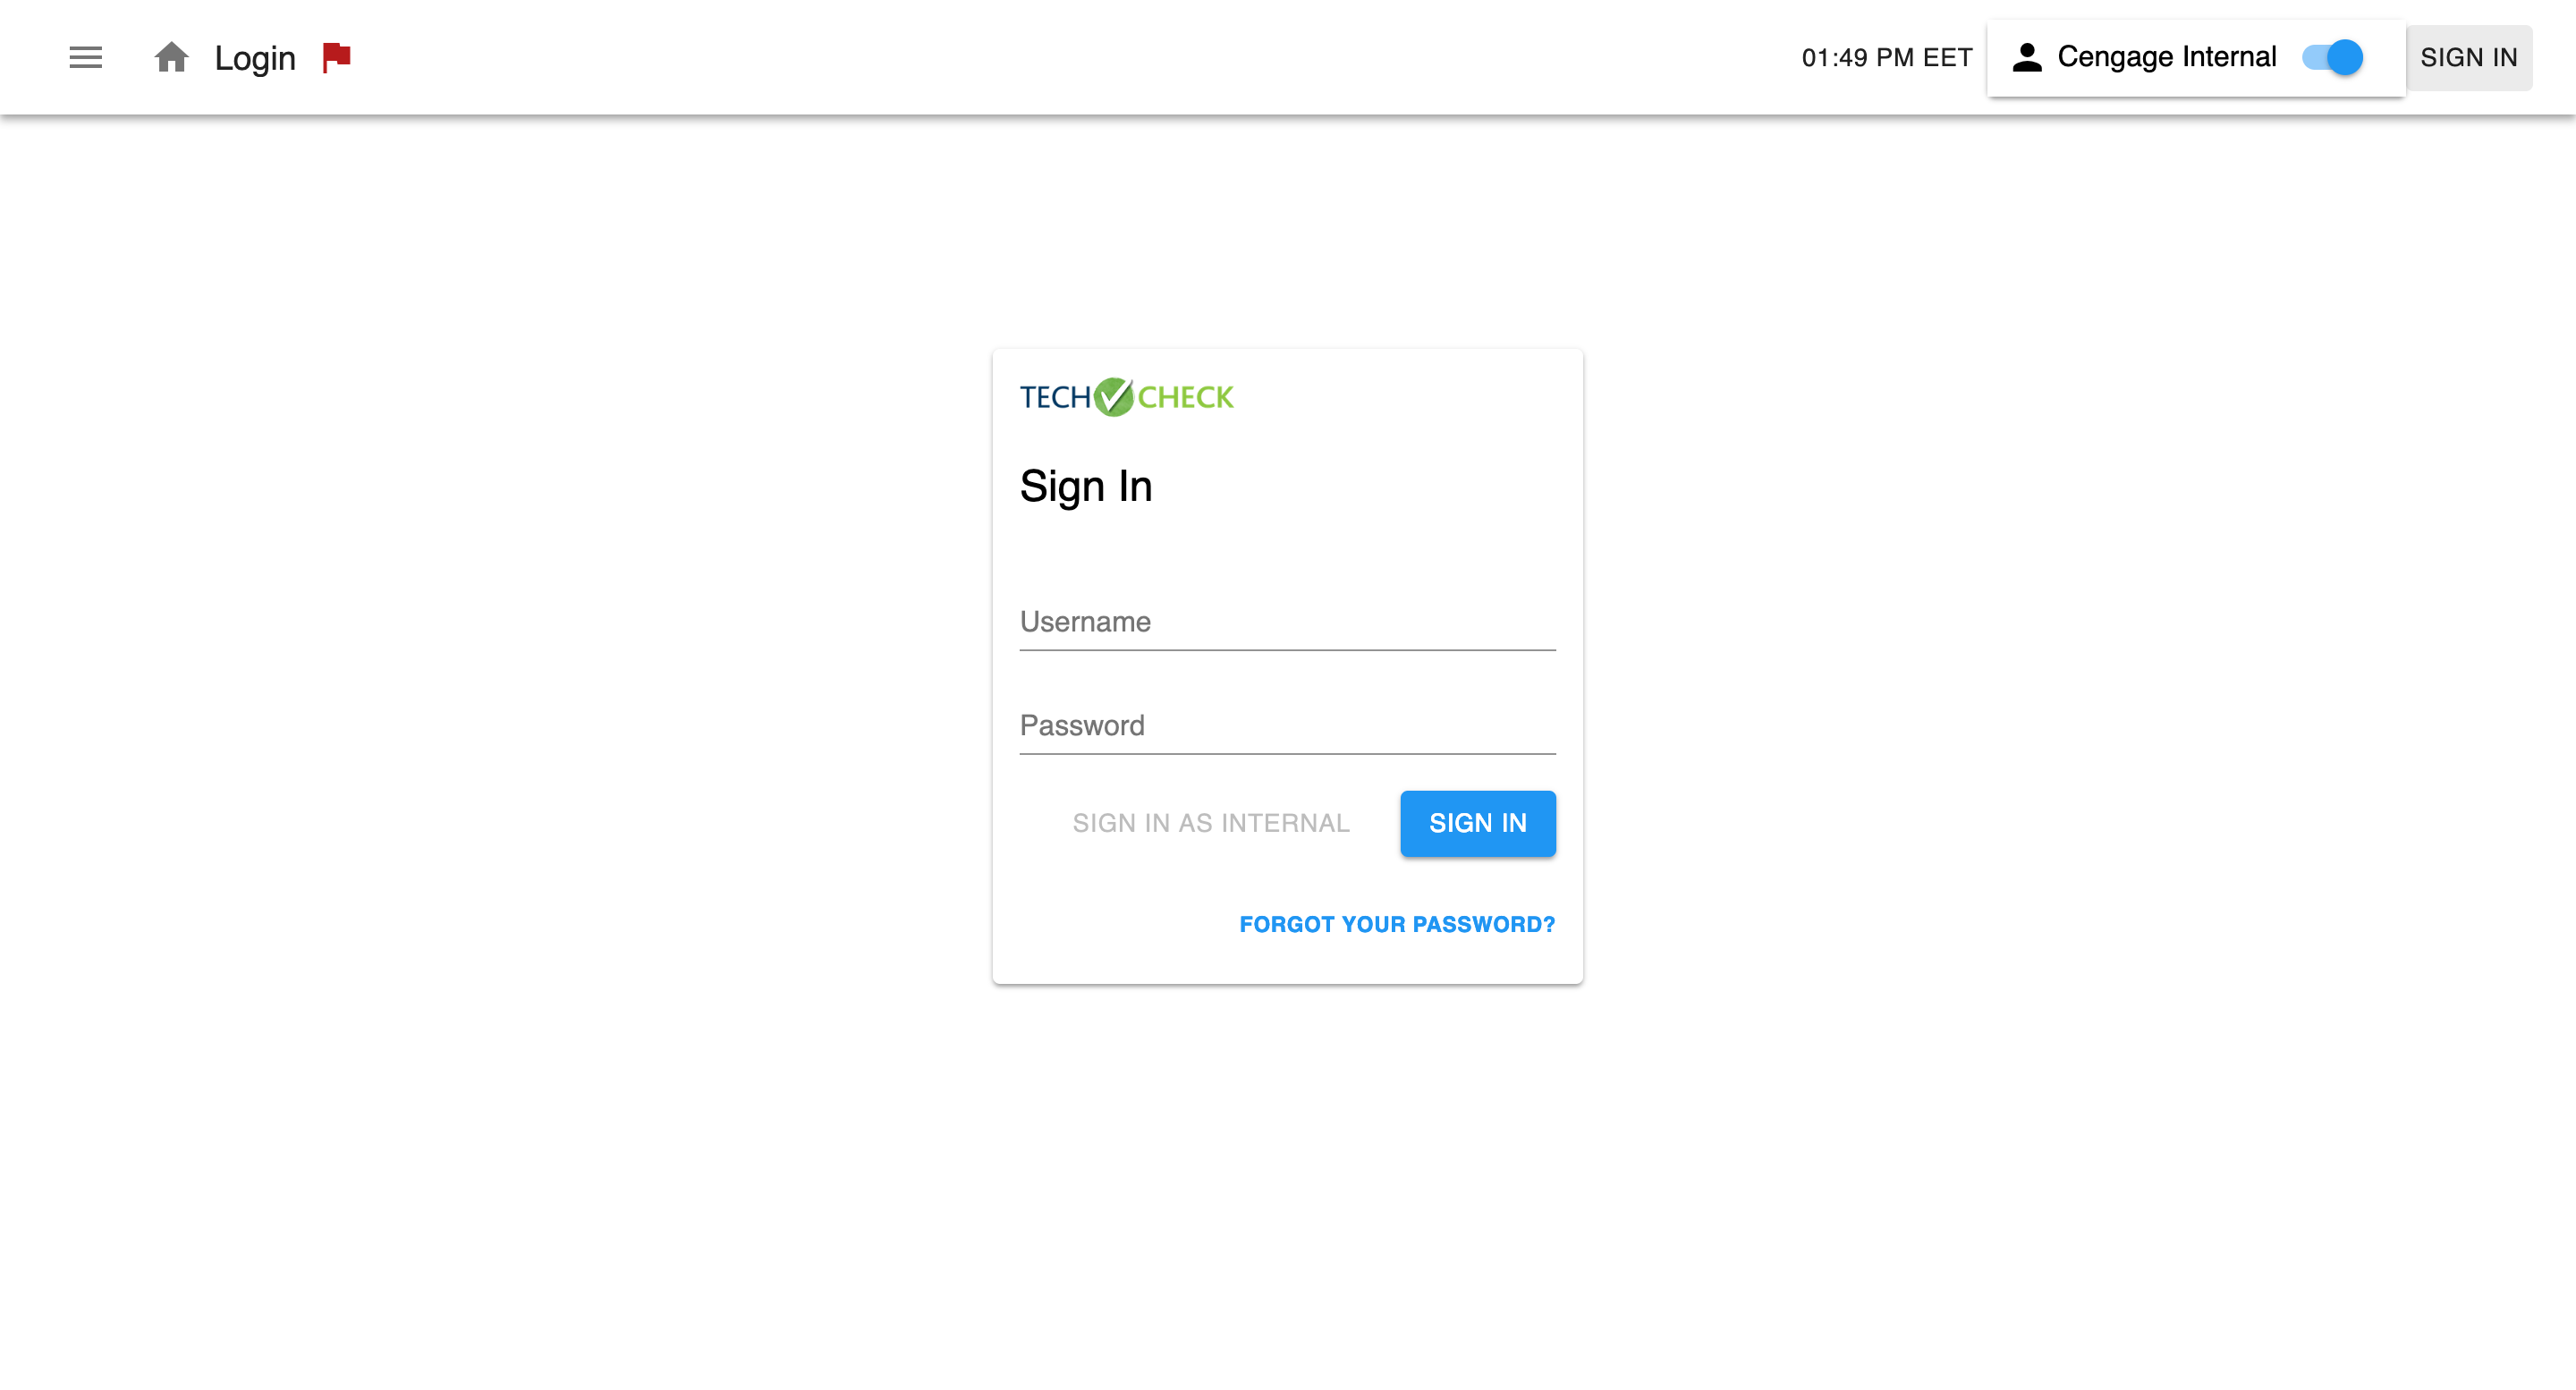 Login
01:49 PM EET
Cengage Internal
SIGN IN
TECH CHECK
Sign In
Username
Password
SIGN IN AS INTERNAL
SIGN IN
FORGOT YOUR PASSWORD?